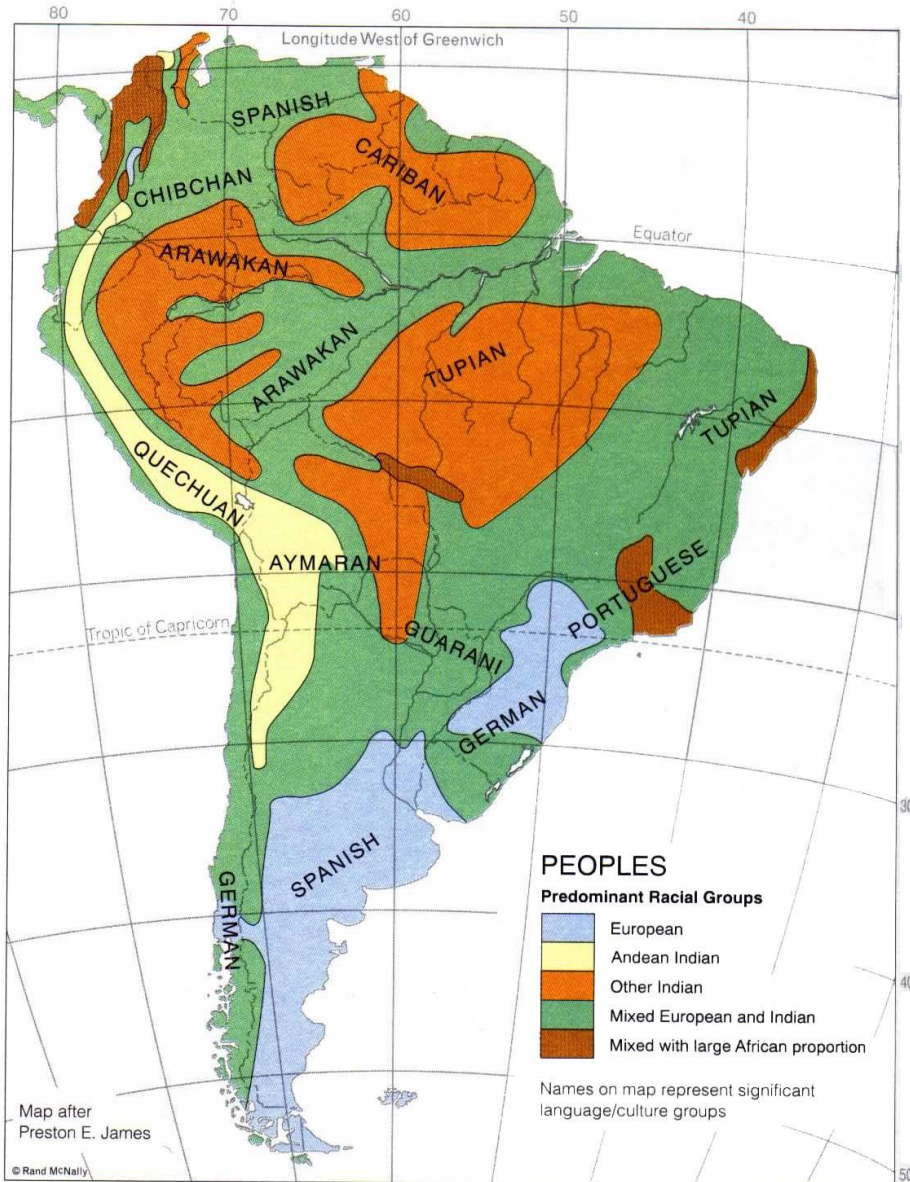 80 70 60 50 40
Longitude West of Greenwich
SPANISH
CARIBAN
CHIBCHAN
Equator
ARAWAKAN
ARAWAKAN
TUPIAN
TUPIAN
QUECHUAN
AYMARAN
PORTUGUESE
Tropic of Capricorn
GUARANI
GERMAN
30
SPANISH
GERMAN
PEOPLES
Predominant Racial Groups
European
Andean Indian
Other Indian
Mixed European and Indian
Mixed with large African proportion
40
Names on map represent significant
language/culture groups
Map after
Preston E. James
© Rand McNally
50